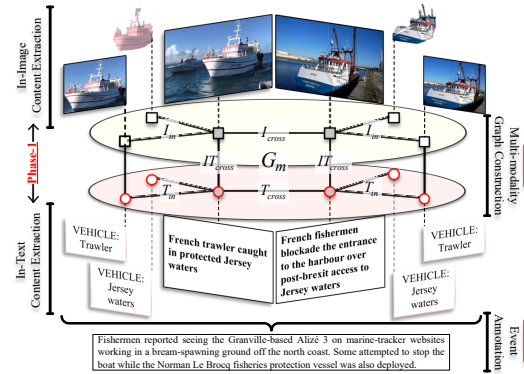 In-Image
Content Extraction
Phase-1
In-Text
Content Extraction
I_in
I_cross
I_in
IT_cross
G_m
IT_cross
T_in
T_cross
T_in
Multi-modality
Graph Construction
VEHICLE:
Trawler
VEHICLE:
Jersey
waters
French trawler caught
in protected Jersey
waters
French fishermen
blockade the entrance
to the harbour over
post-brexit access to
Jersey waters
VEHICLE:
Jersey
waters
VEHICLE:
Trawler
Fishermen reported seeing the Granville-based Alizé 3 on marine-tracker websites
working in a bream-spawning ground off the north coast. Some attempted to stop the
boat while the Norman Le Brocq fisheries protection vessel was also deployed.
Event
Annotation